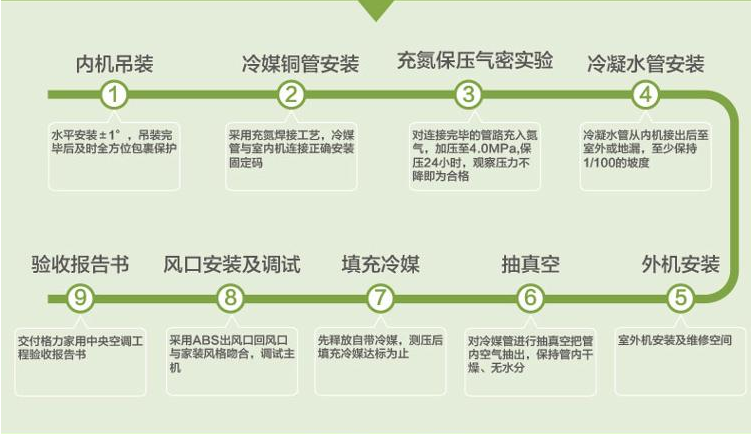 内机吊装
1
水平安装±1°，吊装完
毕后及时全方位包裹保护
冷媒铜管安装
2
采用充氮焊接工艺，冷媒
管与室内机连接正确安装
固定码
充氮保压气密实验
3
对连接完毕的管路充入氮
气，加压至4.0MPa,保
压24小时，观察压力不
降即为合格
冷凝水管安装
4
冷凝水管从内机接出后至
室外或地漏，至少保持
1/100的坡度
外机安装
5
室外机安装及维修空间
抽真空
6
对冷媒管进行抽真空把管
内空气抽出，保持管内干
燥、无水分
填充冷媒
7
先释放自带冷媒，测压后
填充冷媒达标为止
风口安装及调试
8
采用ABS出风口回风口
与家装风格吻合，调试主
机
验收报告书
9
交付格力家用中央空调工
程验收报告书